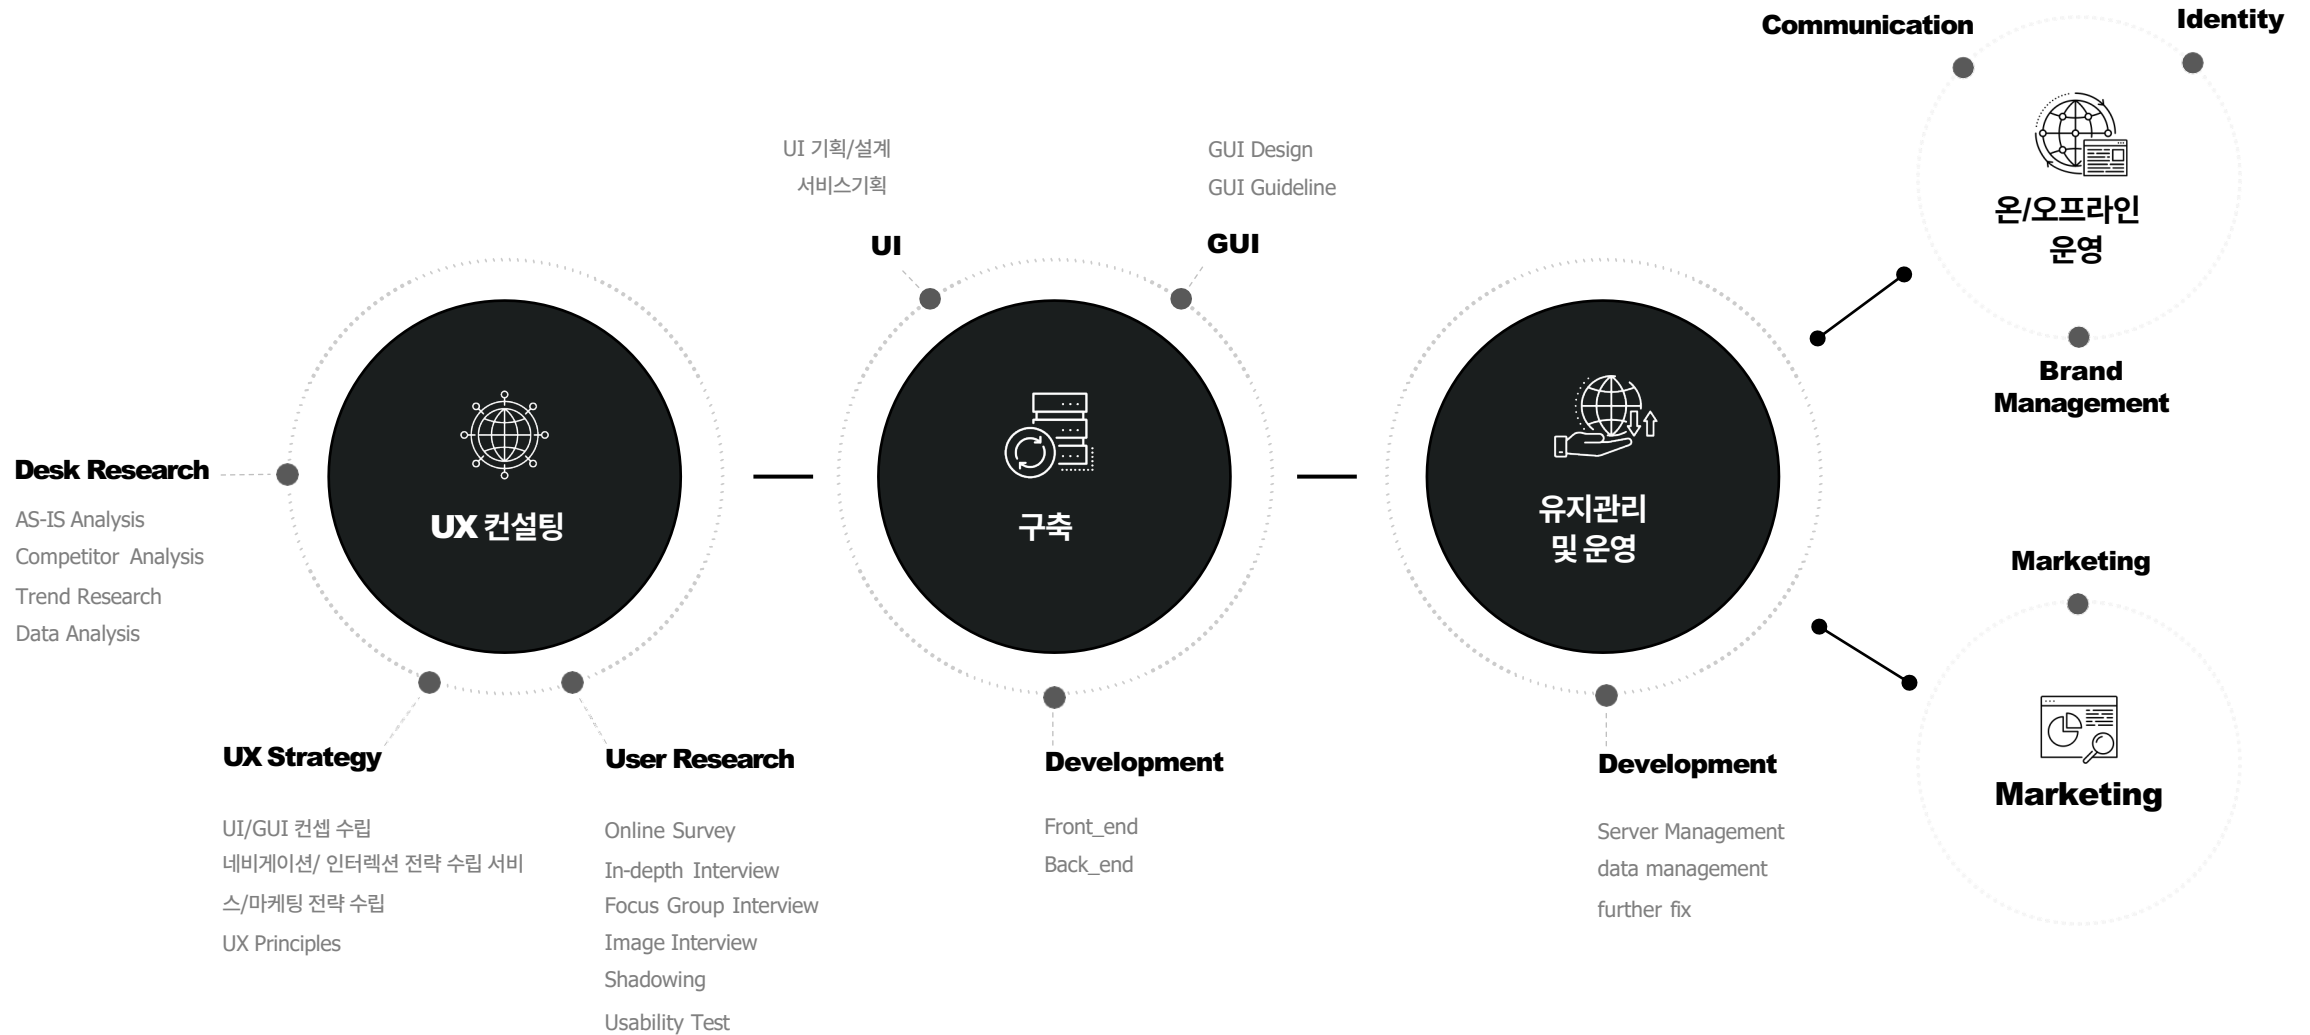 Communication
Identity
온/오프라인
운영
Brand
Management
UI 기획/설계
서비스기획
UI
GUI Design
GUI Guideline
GUI
Desk Research
AS-IS Analysis
Competitor Analysis
Trend Research
Data Analysis
UX 컨설팅
구축
유지관리
및 운영
Marketing
Marketing
UX Strategy
UI/GUI 컨셉 수립
네비게이션/ 인터렉션 전략 수립 서비
스/마케팅 전략 수립
UX Principles
User Research
Online Survey
In-depth Interview
Focus Group Interview
Image Interview
Shadowing
Usability Test
Development
Front_end
Back_end
Development
Server Management
data management
further fix